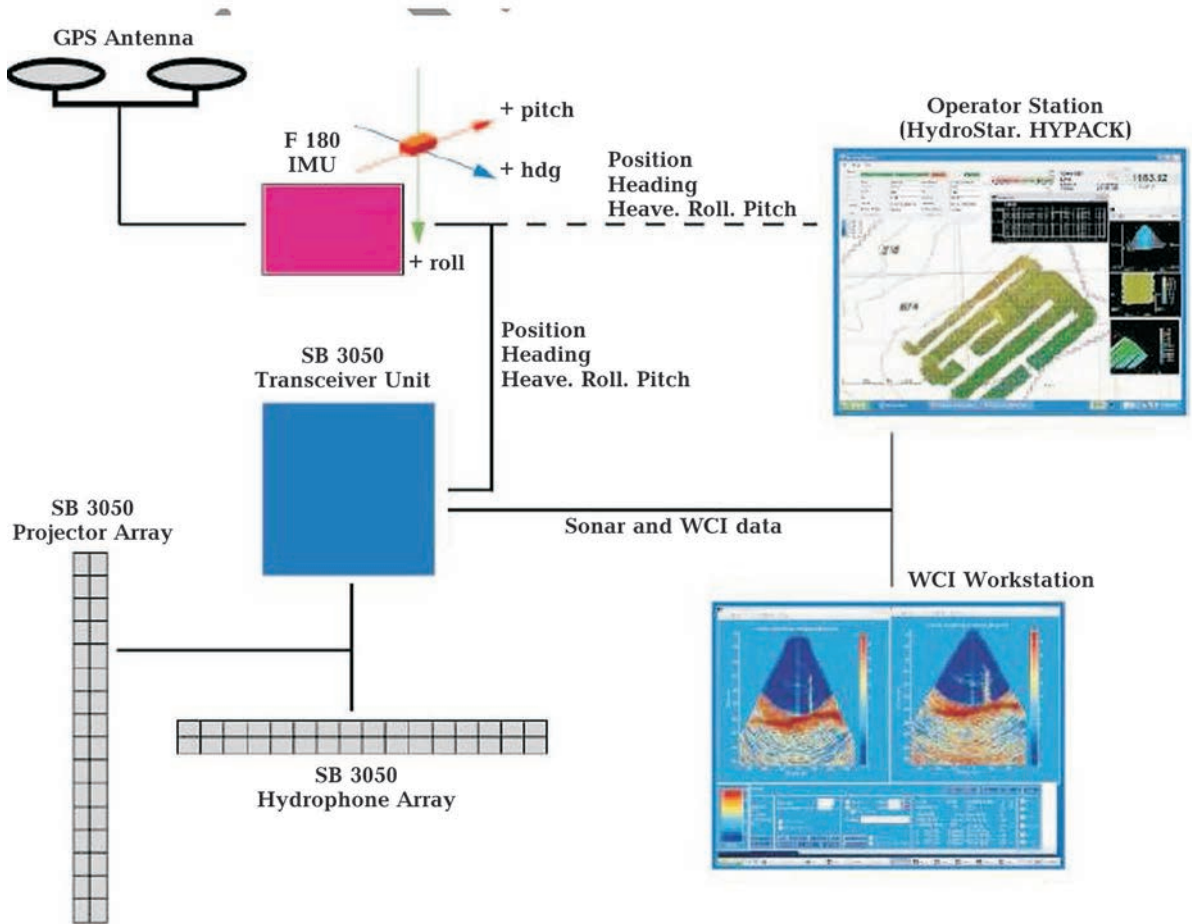 GPS Antenna
F 180
IMU
+ pitch
+ hdg
+ roll
Position
Heading
Heave. Roll. Pitch
Operator Station
(HydroStar. HYPACK)
SB 3050
Transceiver Unit
Position
Heading
Heave. Roll. Pitch
SB 3050
Projector Array
Sonar and WCI data
WCI Workstation
SB 3050
Hydrophone Array